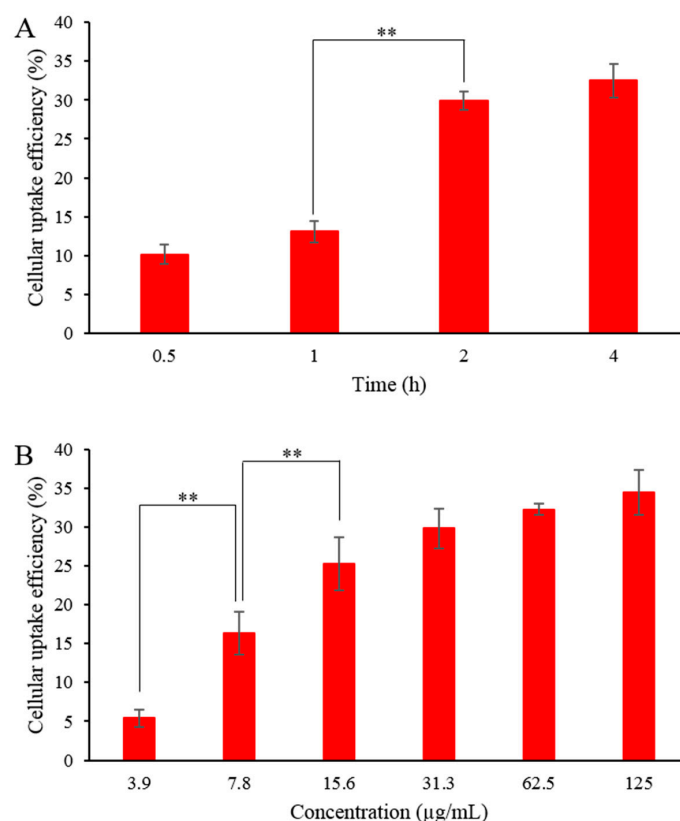 A
Cellular uptake efficiency (%)
40
35
30
25
20
15
10
5
0
**
0.5 1 2 4
Time (h)
B
Cellular uptake efficiency (%)
40
35
30
25
20
15
10
5
0
**
**
3.9 7.8 15.6 31.3 62.5 125
Concentration (µg/mL)